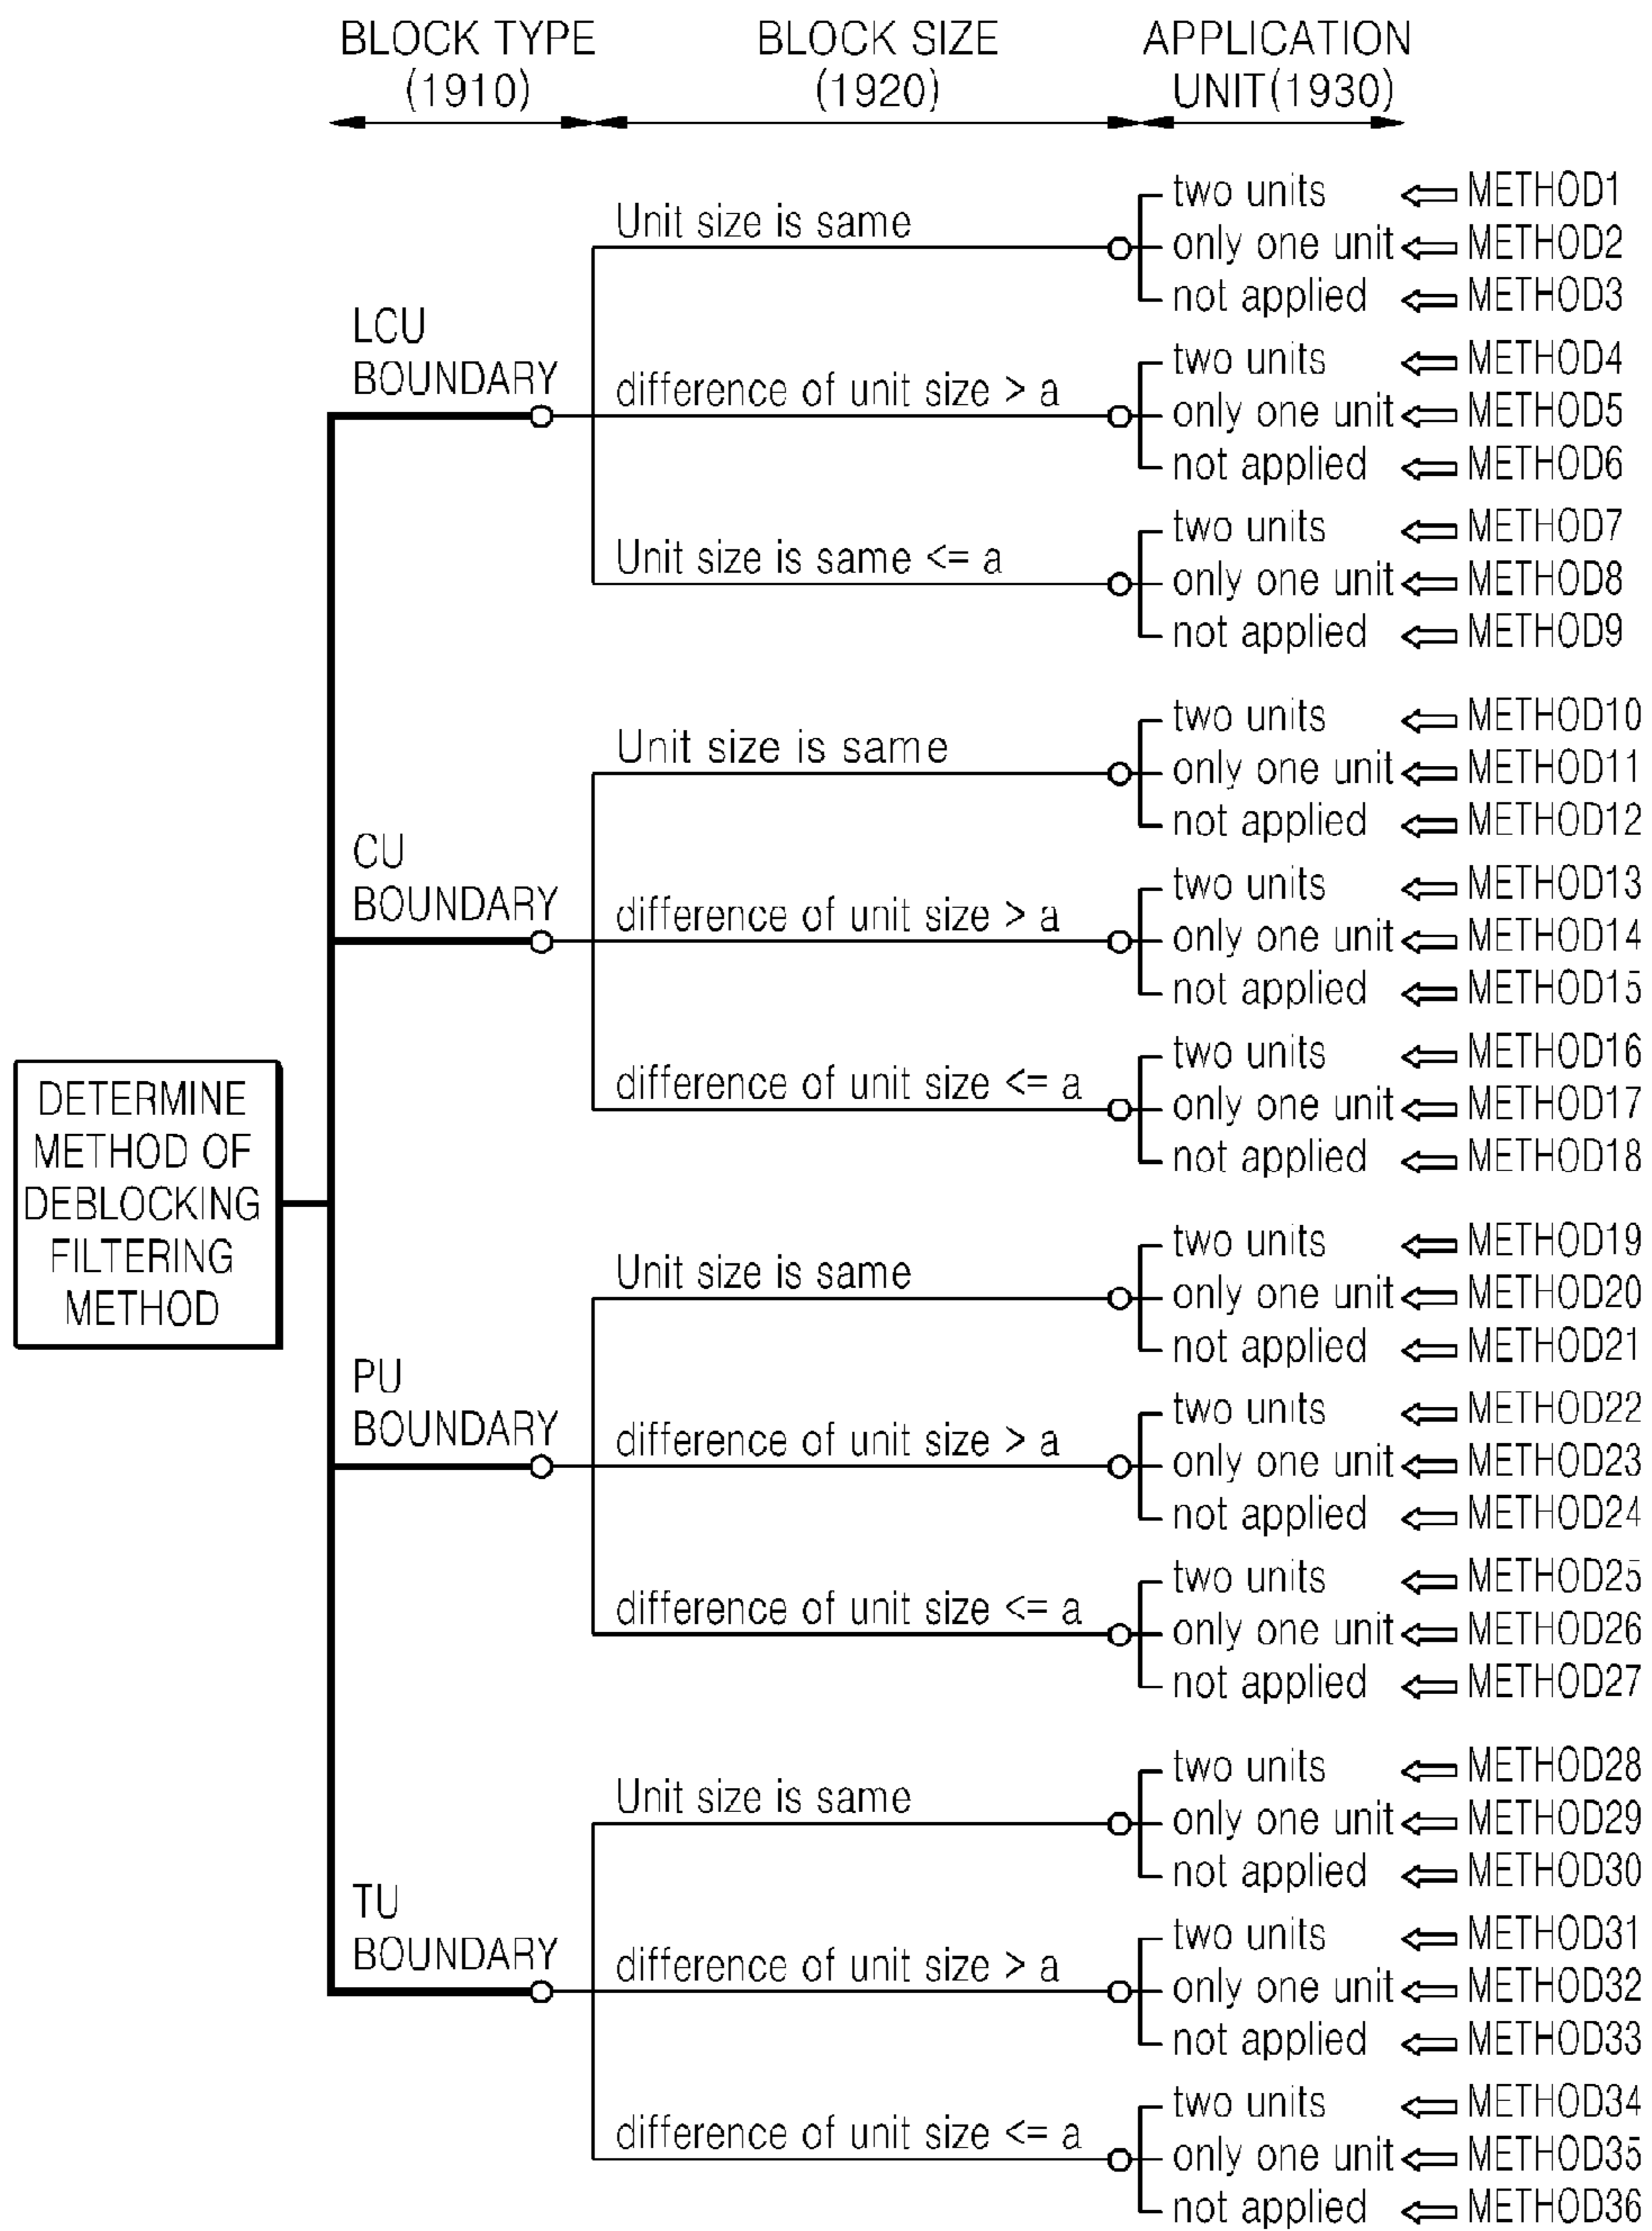 BLOCK TYPE
(1910)
BLOCK SIZE
(1920)
APPLICATION
UNIT(1930)
DETERMINE
METHOD OF
DEBLOCKING
FILTERING
METHOD
LCU
BOUNDARY
Unit size is same
two units METHOD1
only one unit METHOD2
not applied METHOD3
difference of unit size > a
two units METHOD4
only one unit METHOD5
not applied METHOD6
Unit size is same <= a
two units METHOD7
only one unit METHOD8
not applied METHOD9
CU
BOUNDARY
Unit size is same
two units METHOD10
only one unit METHOD11
not applied METHOD12
difference of unit size > a
two units METHOD13
only one unit METHOD14
not applied METHOD15
difference of unit size <= a
two units METHOD16
only one unit METHOD17
not applied METHOD18
PU
BOUNDARY
Unit size is same
two units METHOD19
only one unit METHOD20
not applied METHOD21
difference of unit size > a
two units METHOD22
only one unit METHOD23
not applied METHOD24
difference of unit size <= a
two units METHOD25
only one unit METHOD26
not applied METHOD27
TU
BOUNDARY
Unit size is same
two units METHOD28
only one unit METHOD29
not applied METHOD30
difference of unit size > a
two units METHOD31
only one unit METHOD32
not applied METHOD33
difference of unit size <= a
two units METHOD34
only one unit METHOD35
not applied METHOD36